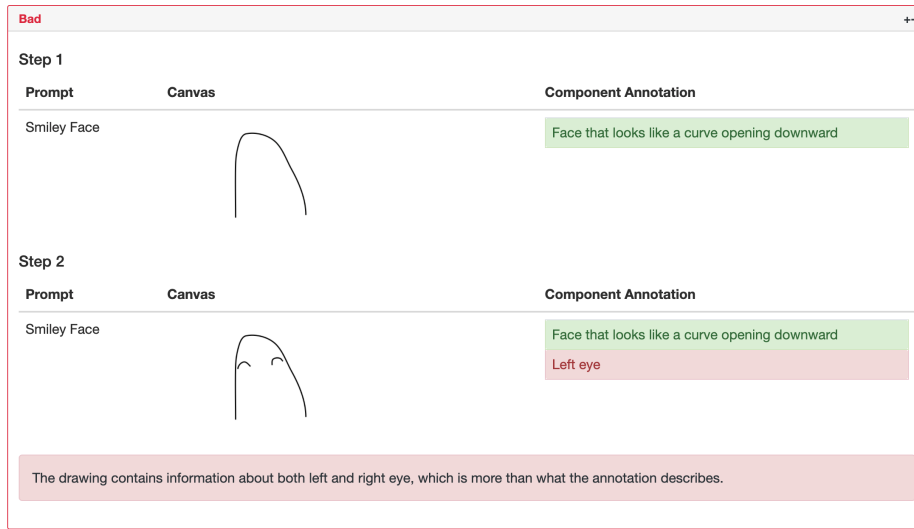 Bad +-
Step 1
Prompt Canvas Component Annotation
Smiley Face Face that looks like a curve opening downward
Step 2
Prompt Canvas Component Annotation
Smiley Face Face that looks like a curve opening downward
Left eye
The drawing contains information about both left and right eye, which is more than what the annotation describes.